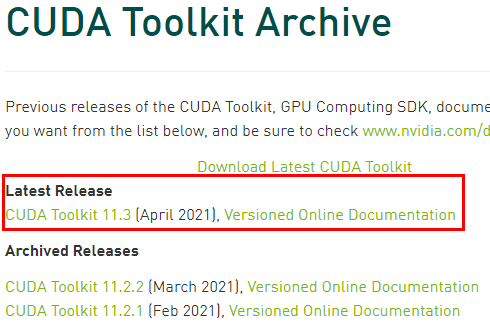 CUDA Toolkit Archive
Previous releases of the CUDA Toolkit, GPU Computing SDK,
you want from the list below, and be sure to check www.nvidia.com/d
Download Latest CUDA Toolkit
Latest Release
CUDA Toolkit 11.3 (April 2021), Versioned Online Documentation
Archived Releases
CUDA Toolkit 11.2.2 (March 2021), Versioned Online Documentation
CUDA Toolkit 11.2.1 (Feb 2021), Versioned Online Documentation